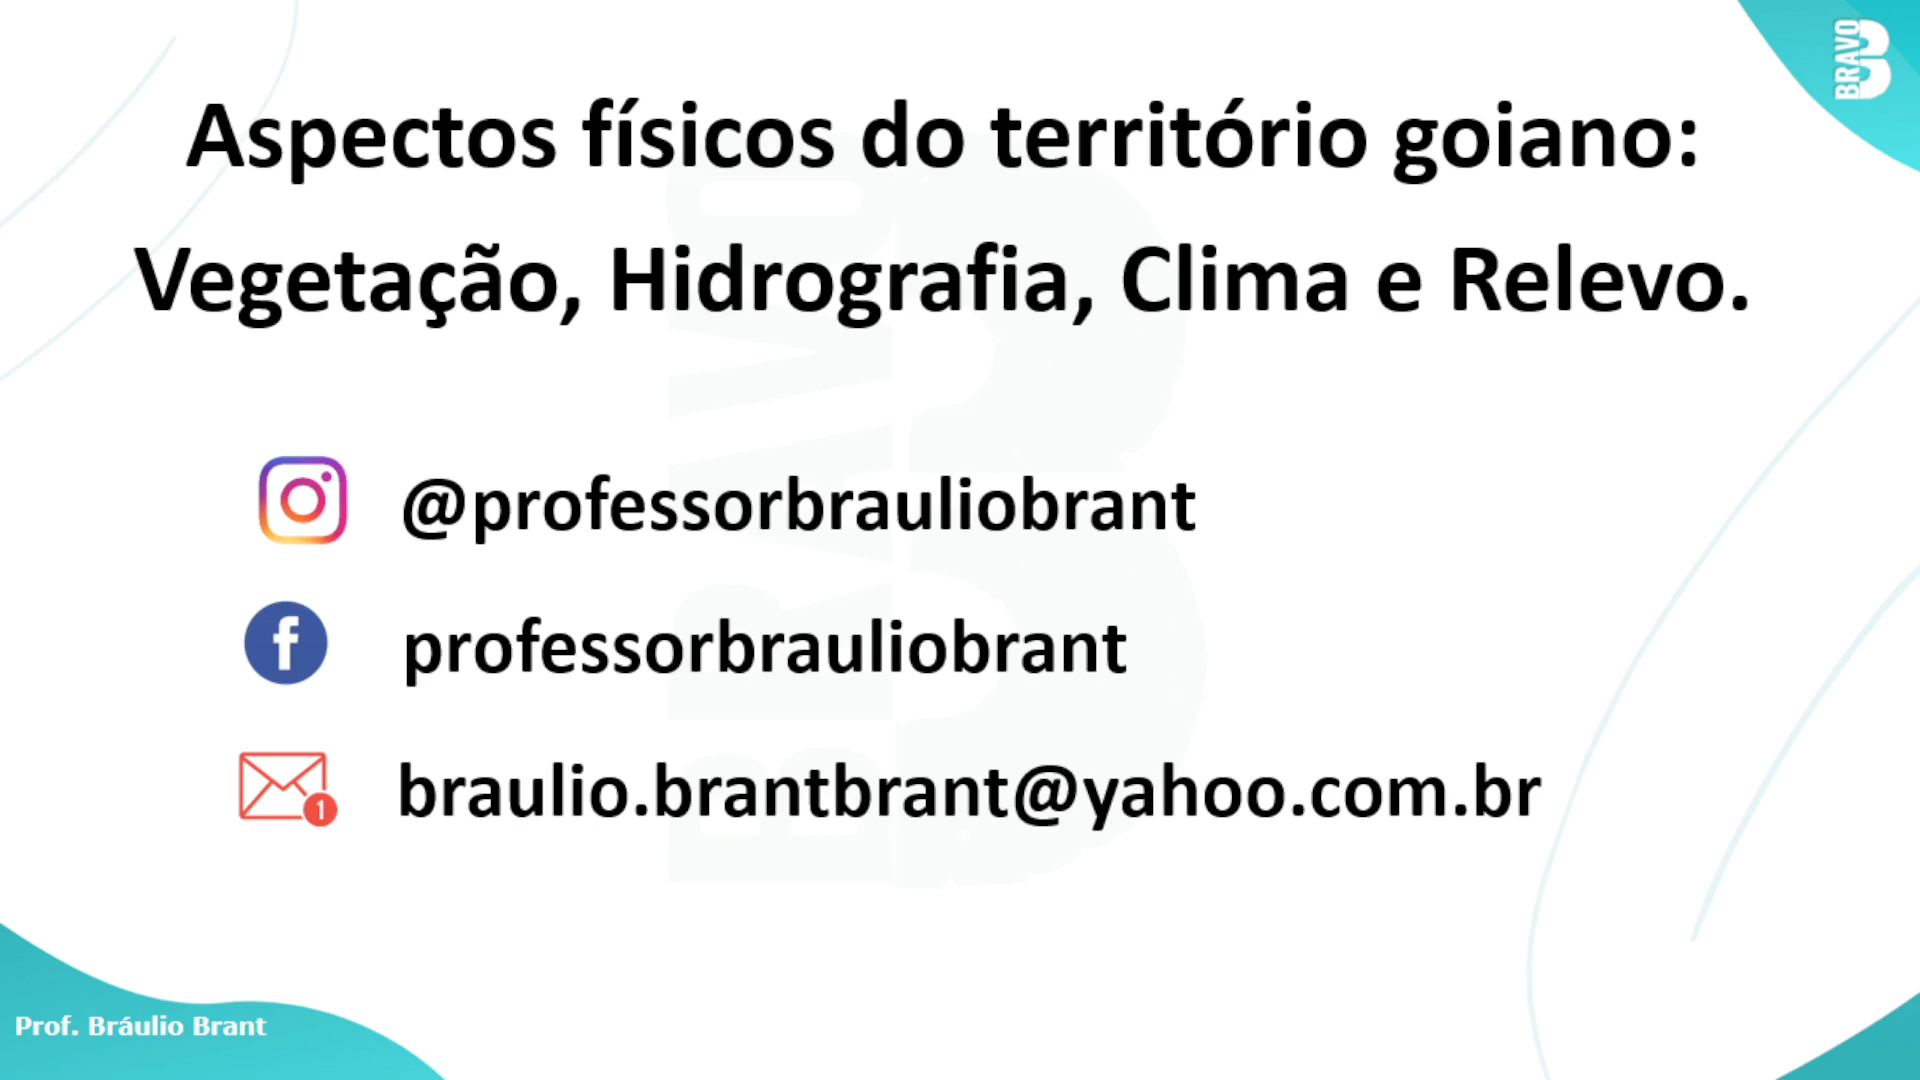 BRAVO
Aspectos físicos do território goiano:
Vegetação, Hidrografia, Clima e Relevo.
@professorbrauliobrant
professorbrauliobrant
1
braulio.brantbrant@yahoo.com.br
Prof. Bráulio Brant